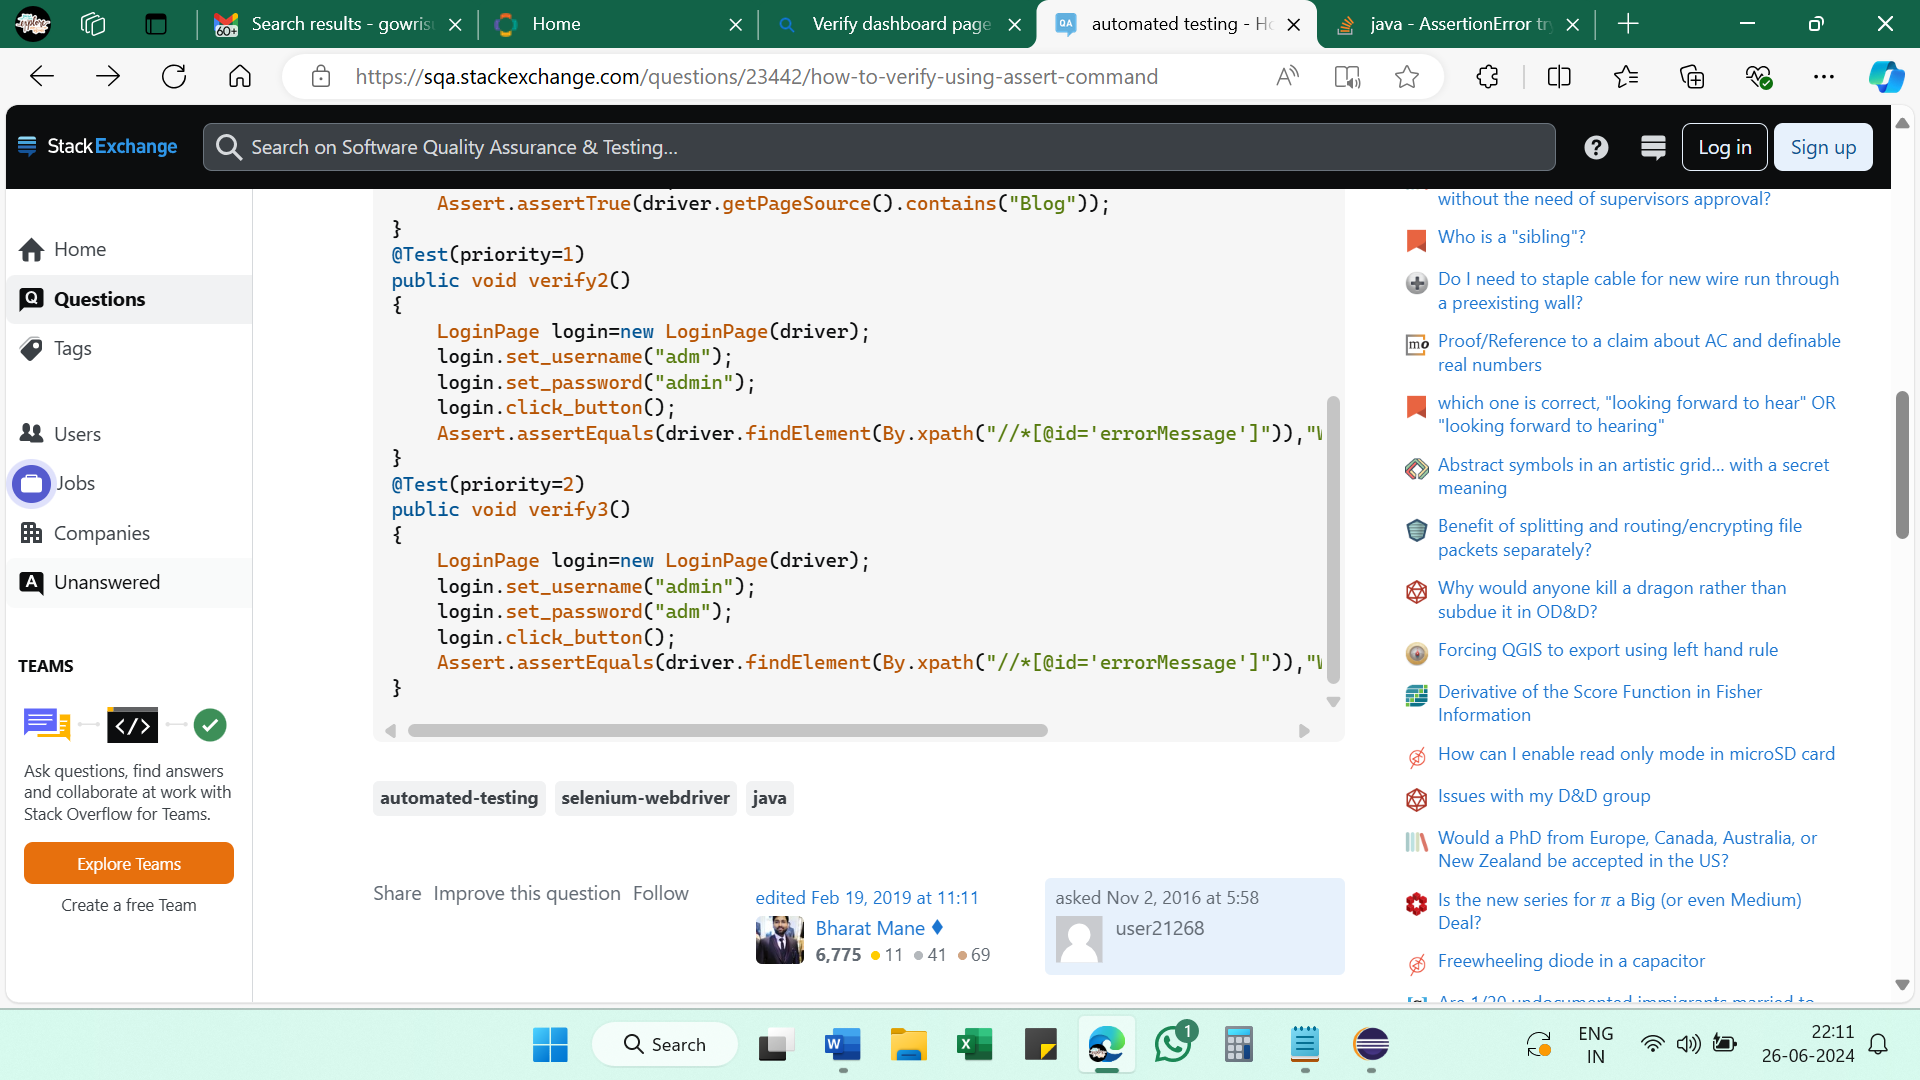 Search results - gowris
Home
Verify dashboard page
automated testing - Ho
java - AssertionError try
60+
QA
https://sqa.stackexchange.com/questions/23442/how-to-verify-using-assert-command
StackExchange
Search on Software Quality Assurance & Testing...
Log in
Sign up
Home
Questions
Tags
Users
Jobs
Companies
Unanswered
TEAMS
Ask questions, find answers
and collaborate at work with
Stack Overflow for Teams.
Explore Teams
Create a free Team
Assert.assertTrue(driver.getPageSource().contains("Blog"));
}
@Test(priority=1)
public void verify2()
{
LoginPage login=new LoginPage(driver);
login.set_username("adm");
login.set_password("admin");
login.click_button();
Assert.assertEquals(driver.findElement(By.xpath("//*[@id='errorMessage']")),"
}
@Test(priority=2)
public void verify3()
{
LoginPage login=new LoginPage(driver);
login.set_username("admin");
login.set_password("adm");
login.click_button();
Assert.assertEquals(driver.findElement(By.xpath("//*[@id='errorMessage']")),"
}
automated-testing selenium-webdriver java
Share Improve this question Follow
edited Feb 19, 2019 at 11:11
Bharat Mane
6,775 11 41 69
asked Nov 2, 2016 at 5:58
user21268
without the need of supervisors approval?
Who is a "sibling"?
Do I need to staple cable for new wire run through
a preexisting wall?
Proof/Reference to a claim about AC and definable
real numbers
which one is correct, "looking forward to hear" OR
"looking forward to hearing"
Abstract symbols in an artistic grid... with a secret
meaning
Benefit of splitting and routing/encrypting file
packets separately?
Why would anyone kill a dragon rather than
subdue it in OD&D?
Forcing QGIS to export using left hand rule
Derivative of the Score Function in Fisher
Information
How can I enable read only mode in microSD card
Issues with my D&D group
Would a PhD from Europe, Canada, Australia, or
New Zealand be accepted in the US?
Is the new series for π a Big (or even Medium)
Deal?
Freewheeling diode in a capacitor
Are 1/20 undocumented immigrants married to
Search
1
ENG
IN
22:11
26-06-2024